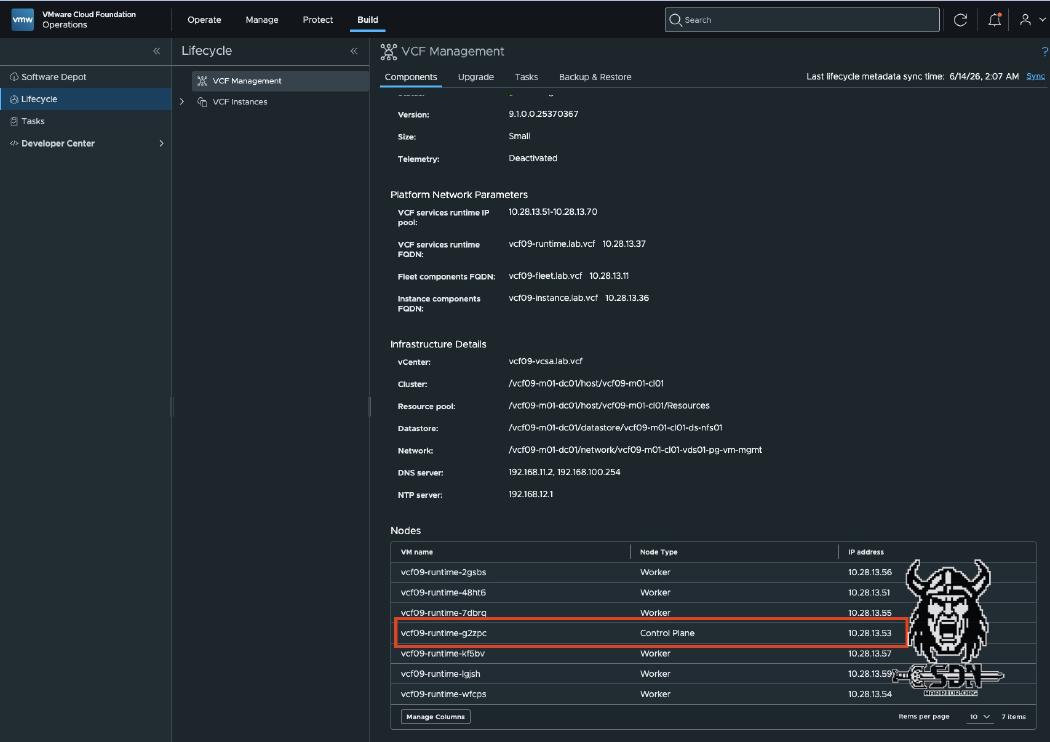 vmw
VMware Cloud Foundation
Operations
Operate Manage Protect Build
Search
Software Depot
Lifecycle
Tasks
Developer Center
Lifecycle
VCF Management
VCF Instances
VCF Management
?
Components Upgrade Tasks Backup & Restore
Last lifecycle metadata sync time: 6/14/26, 2:07 AM Sync
Version: 9.1.0.0.25370367
Size: Small
Telemetry: Deactivated
Platform Network Parameters
VCF services runtime IP pool: 10.28.13.51-10.28.13.70
VCF services runtime FQDN: vcf09-runtime.lab.vcf 10.28.13.37
Fleet components FQDN: vcf09-fleet.lab.vcf 10.28.13.11
Instance components FQDN: vcf09-instance.lab.vcf 10.28.13.36
Infrastructure Details
vCenter: vcf09-vcsa.lab.vcf
Cluster: /vcf09-m01-dc01/host/vcf09-m01-cl01
Resource pool: /vcf09-m01-dc01/host/vcf09-m01-cl01/Resources
Datastore: /vcf09-m01-dc01/datastore/vcf09-m01-cl01-ds-nfs01
Network: /vcf09-m01-dc01/network/vcf09-m01-cl01-vds01-pg-vm-mgmt
DNS server: 192.168.11.2, 192.168.100.254
NTP server: 192.168.12.1
Nodes
VM name Node Type IP address
vcf09-runtime-2gsbs Worker 10.28.13.56
vcf09-runtime-48ht6 Worker 10.28.13.51
vcf09-runtime-7dbrq Worker 10.28.13.55
vcf09-runtime-g2zpc Control Plane 10.28.13.53
vcf09-runtime-kf5bv Worker 10.28.13.57
vcf09-runtime-lgjsh Worker 10.28.13.59
vcf09-runtime-wfcps Worker 10.28.13.54
SDN
WARRIOR.ORG
Manage Columns Items per page 10 7 items